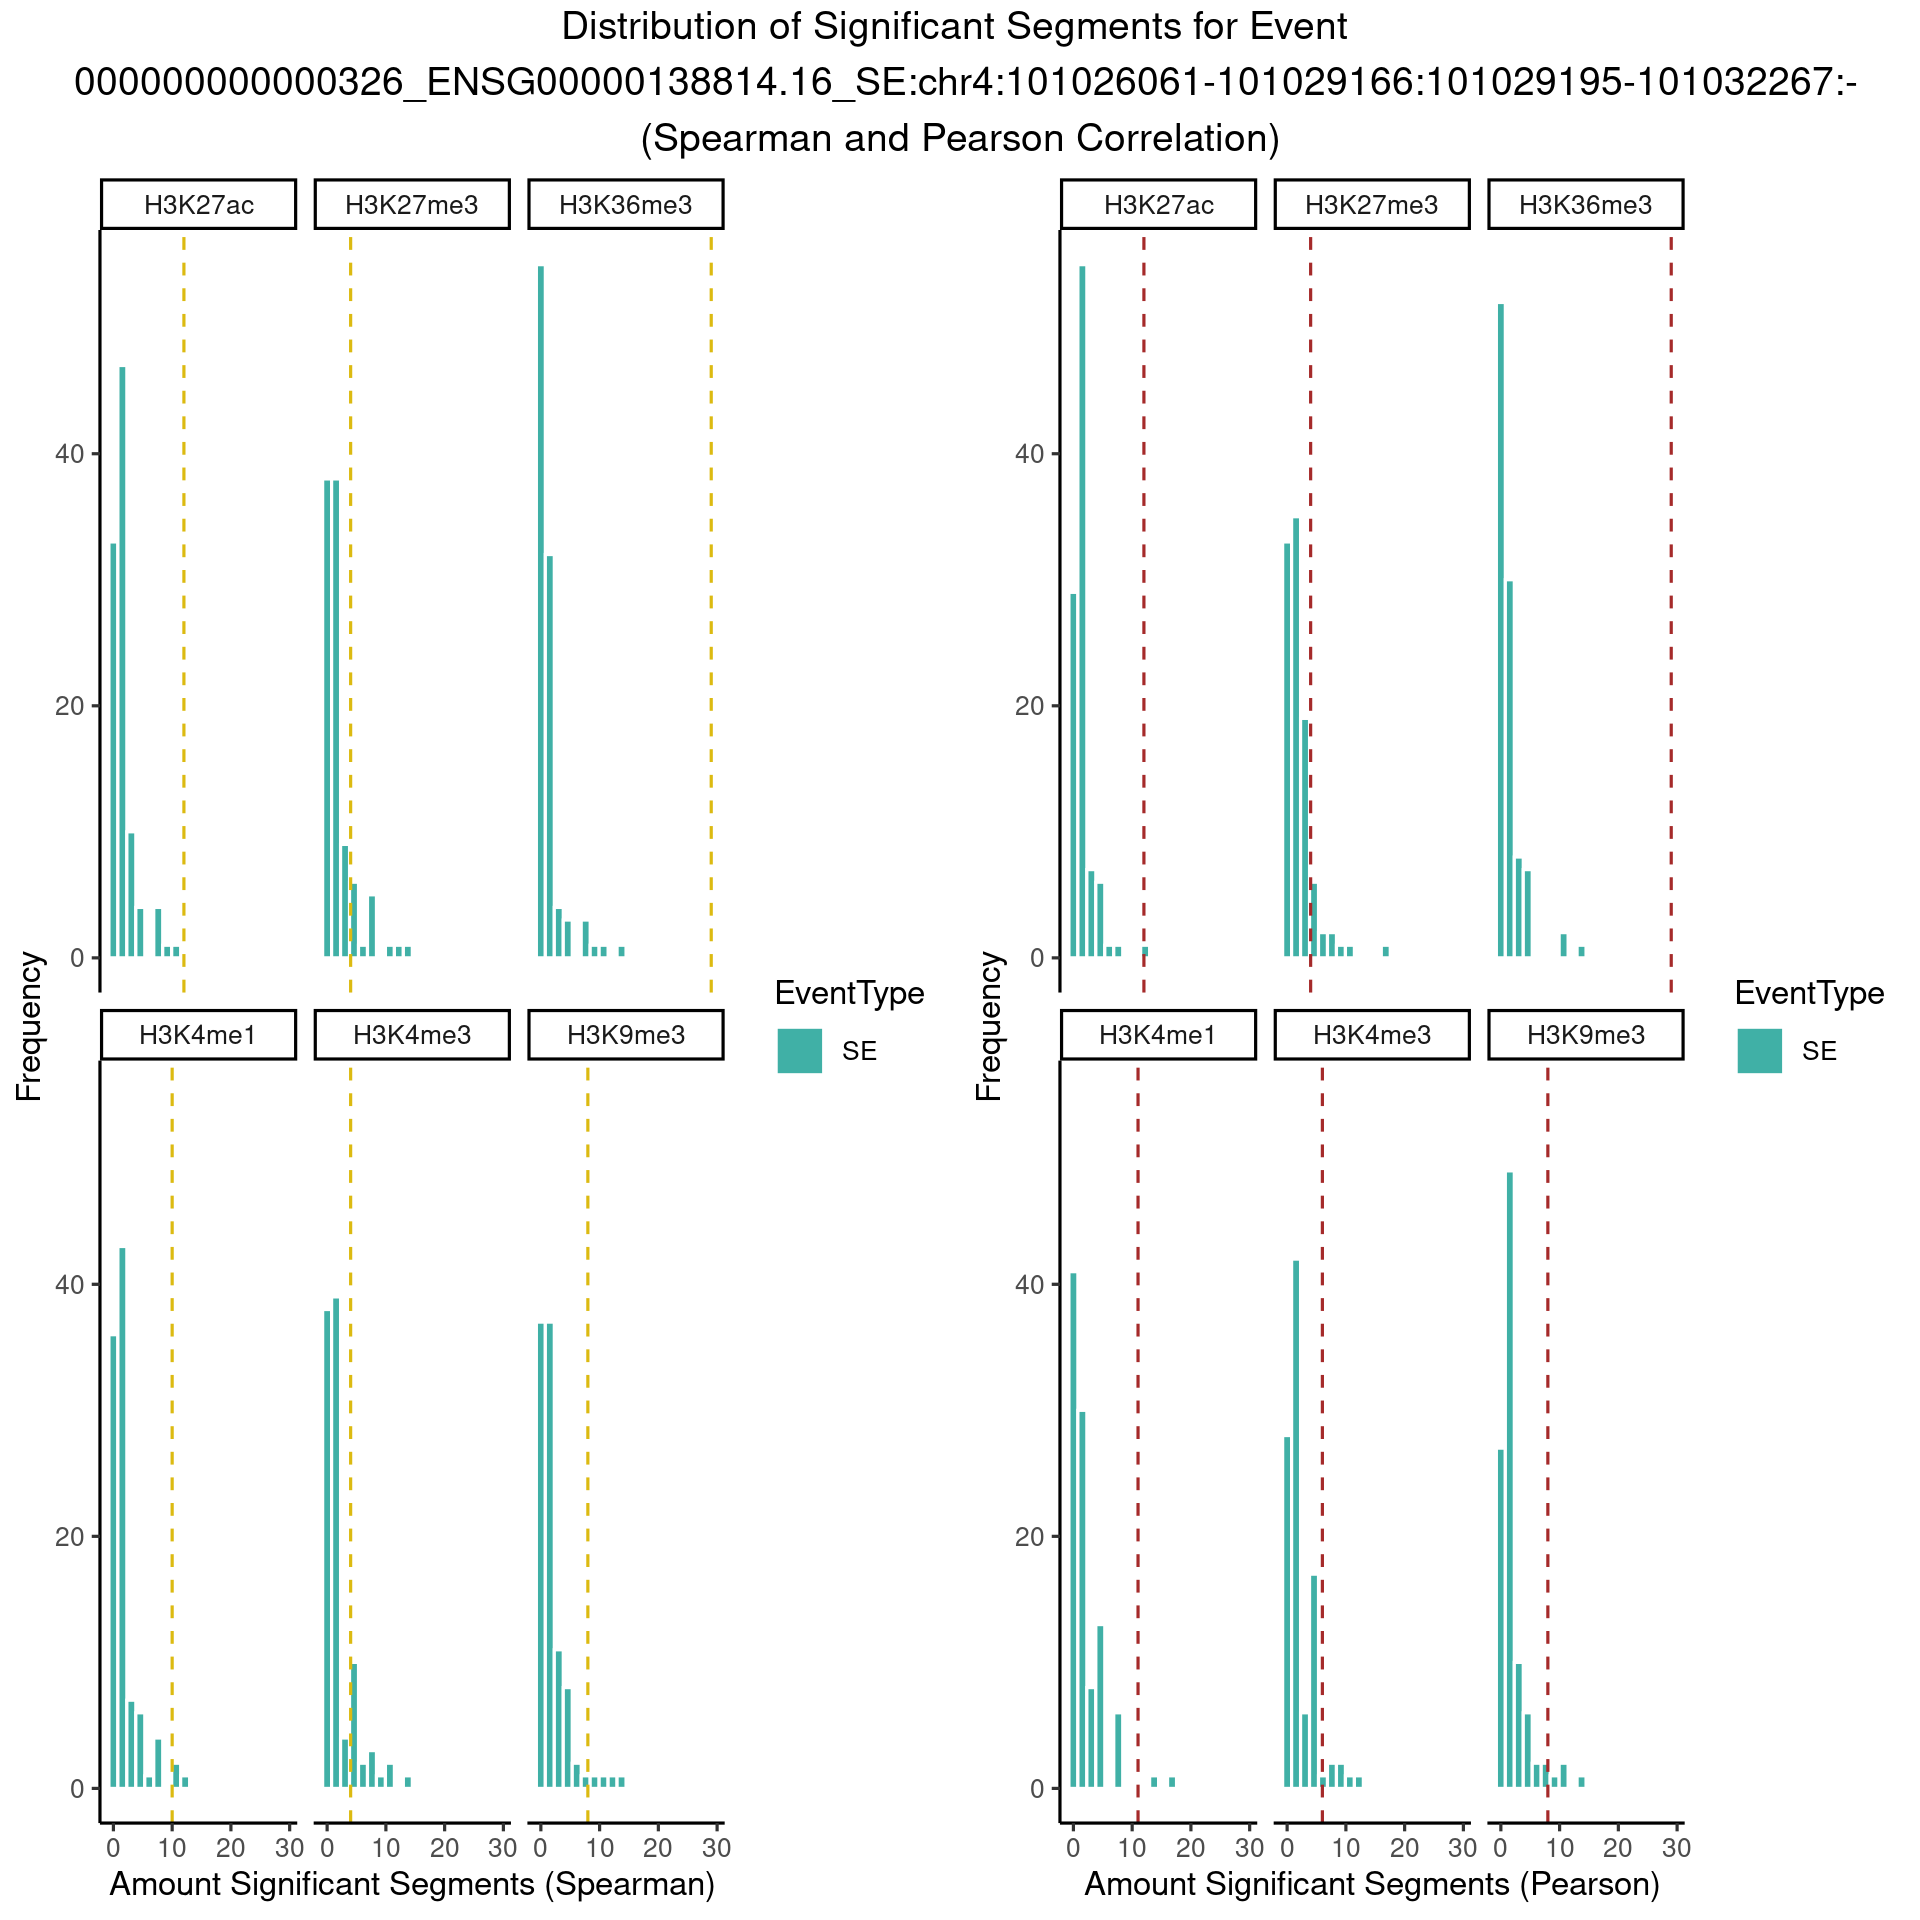 Distribution of Significant Segments for Event
000000000000326_ENSG00000138814.16_SE:chr4:101026061-101029166:101029195-101032267:-
(Spearman and Pearson Correlation)
H3K27ac H3K27me3 H3K36me3
40
20
0
H3K4me1 H3K4me3 H3K9me3
40
20
0
0 10 20 30 0 10 20 30 0 10 20 30
Amount Significant Segments (Spearman)
Frequency
EventType
SE
H3K27ac H3K27me3 H3K36me3
40
20
0
H3K4me1 H3K4me3 H3K9me3
40
20
0
0 10 20 30 0 10 20 30 0 10 20 30
Amount Significant Segments (Pearson)
Frequency
EventType
SE